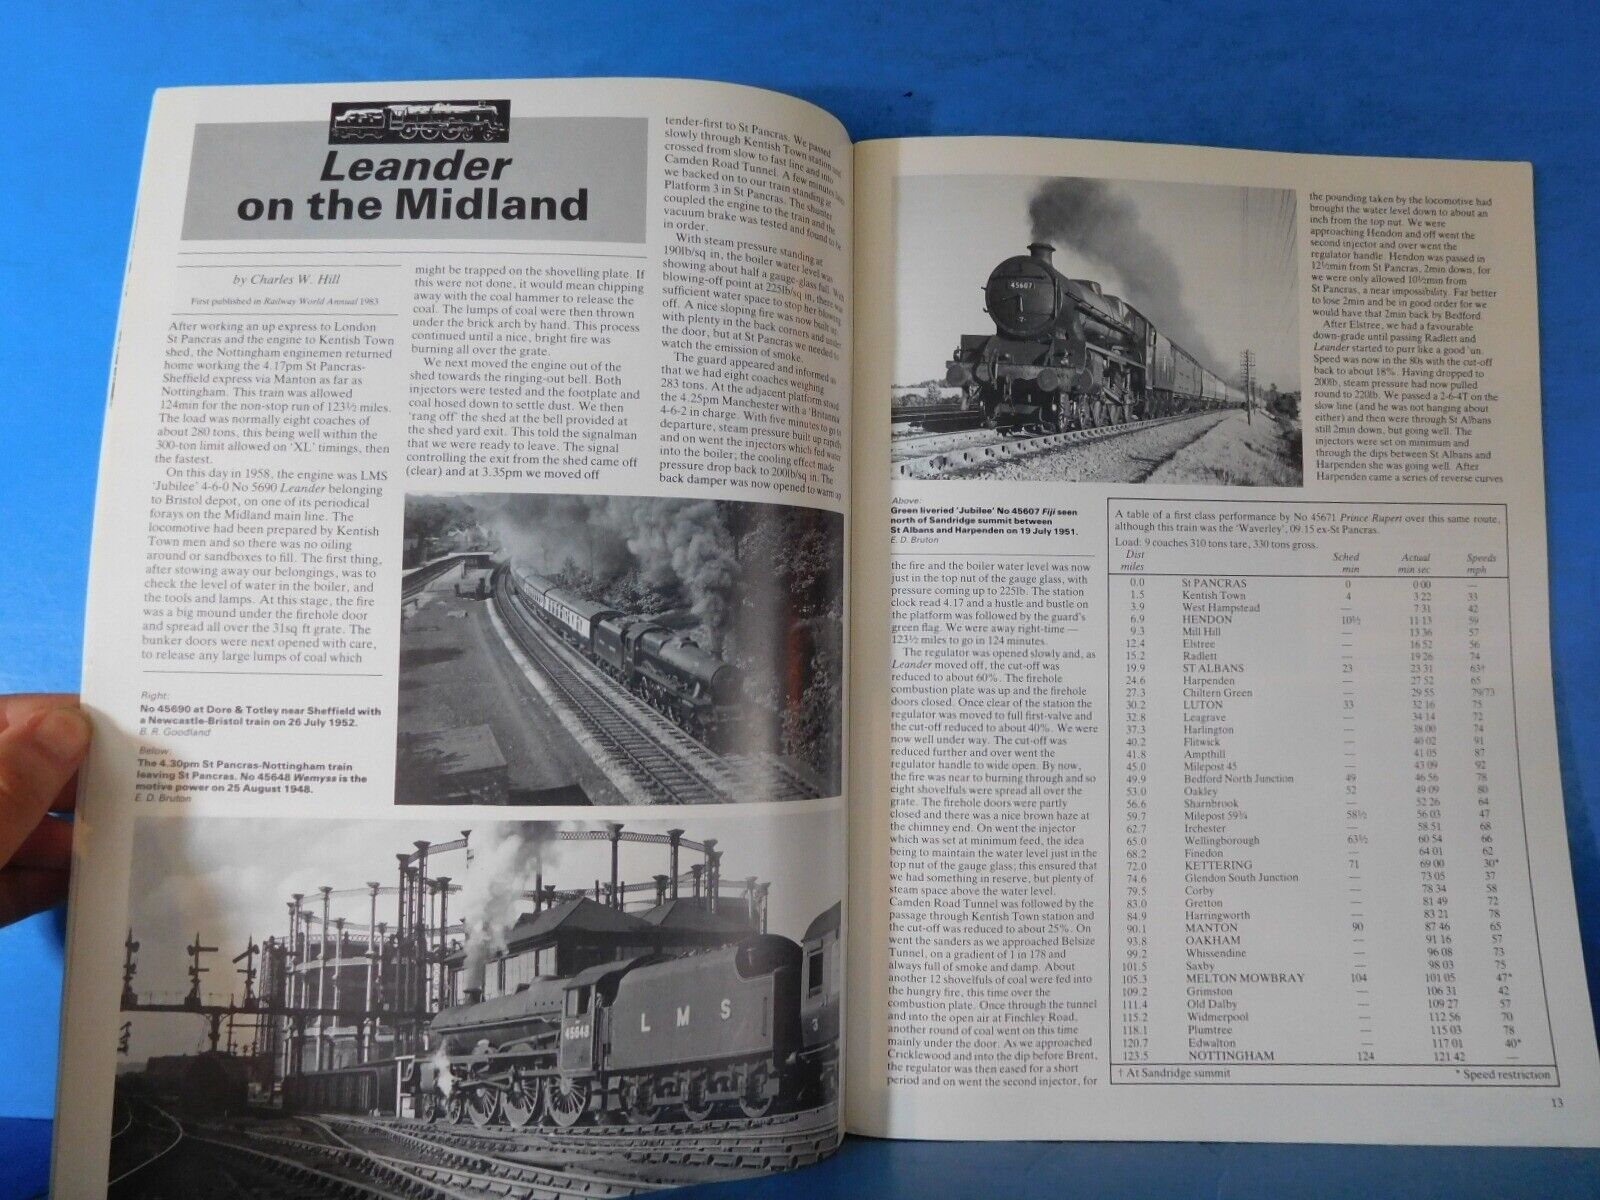 Leander
on the Midland
by Charles W. Hill
First published in Railway World Annual 1983
After working an up express to London
St Pancras and the engine to Kentish Town
shed, the Nottingham enginemen returned
home working the 4.17pm St Pancras-
Sheffield express via Manton as far as
Nottingham. This train was allowed
124min for the non-stop run of 123½ miles.
The load was normally eight coaches of
about 280 tons, this being well within the
300-ton limit allowed on 'XL' timings, then
the fastest.
On this day in 1958, the engine was LMS
'Jubilee' 4-6-0 No 5690 Leander belonging
to Bristol depot, on one of its periodical
forays on the Midland main line. The
locomotive had been prepared by Kentish
Town men and so there was no oiling
around or sandboxes to fill. The first thing,
after stowing away our belongings, was to
check the level of water in the boiler, and
the tools and lamps. At this stage, the fire
was a big mound under the firehole door
and spread all over the 31sq ft grate. The
bunker doors were next opened with care,
to release any large lumps of coal which
Right:
No 45690 at Dore & Totley near Sheffield with
a Newcastle-Bristol train on 26 July 1952.
B. R. Goodland
Below:
The 4.30pm St Pancras-Nottingham train
leaving St Pancras. No 45648 Wemyss is the
motive power on 25 August 1948.
E. D. Bruton
might be trapped on the shovelling plate. If
this were not done, it would mean chipping
away with the coal hammer to release the
coal. The lumps of coal were then thrown
under the brick arch by hand. This process
continued until a nice, bright fire was
burning all over the grate.
We next moved the engine out of the
shed towards the ringing-out bell. Both
injectors were tested and the footplate and
coal hosed down to settle dust. We then
'rang off' the shed at the bell provided at
the shed yard exit. This told the signalman
that we were ready to leave. The signal
controlling the exit from the shed came off
(clear) and at 3.35pm we moved off
tender-first to St Pancras. We passed
slowly through Kentish Town station and
crossed from slow to fast line and into
Camden Road Tunnel. A few minutes later
we backed on to our train standing at
Platform 3 in St Pancras. The shunter
coupled the engine to the train and the
vacuum brake was tested and found to be
in order.
With steam pressure standing at
190lb/sq in, the boiler water level was
showing about half a gauge-glass full. With
blowing-off point at 225lb/sq in, there was
sufficient water space to stop her blowing
off. A nice sloping fire was now built up
with plenty in the back corners and under
the door, but at St Pancras we needed to
watch the emission of smoke.
The guard appeared and informed us
that we had eight coaches weighing
283 tons. At the adjacent platform stood
the 4.25pm Manchester with a 'Britannia'
4-6-2 in charge. With five minutes to go to
departure, steam pressure built up rapidly
and on went the injectors which fed water
into the boiler; the cooling effect made
pressure drop back to 200lb/sq in. The
back damper was now opened to warm up
45648
L M S
3
45607
Above:
Green liveried 'Jubilee' No 45607 Fiji seen
north of Sandridge summit between
St Albans and Harpenden on 19 July 1951.
E. D. Bruton
the fire and the boiler water level was now
just in the top nut of the gauge glass, with
pressure coming up to 225lb. The station
clock read 4.17 and a hustle and bustle on
the platform was followed by the guard's
green flag. We were away right-time —
123½ miles to go in 124 minutes.
The regulator was opened slowly and, as
Leander moved off, the cut-off was
reduced to about 60%. The firehole
combustion plate was up and the firehole
doors closed. Once clear of the station the
regulator was moved to full first-valve and
the cut-off reduced to about 40%. We were
now well under way. The cut-off was
reduced further and over went the
regulator handle to wide open. By now,
the fire was near to burning through and so
eight shovelfuls were spread all over the
grate. The firehole doors were partly
closed and there was a nice brown haze at
the chimney end. On went the injector
which was set at minimum feed, the idea
being to maintain the water level just in the
top nut of the gauge glass; this ensured that
we had something in reserve, but plenty of
steam space above the water level.
Camden Road Tunnel was followed by the
passage through Kentish Town station and
the cut-off was reduced to about 25%. On
went the sanders as we approached Belsize
Tunnel, on a gradient of 1 in 178 and
always full of smoke and damp. About
another 12 shovelfuls of coal were fed into
the hungry fire, this time over the
combustion plate. Once through the tunnel
and into the open air at Finchley Road,
another round of coal went on this time
mainly under the door. As we approached
Cricklewood and into the dip before Brent,
the regulator was then eased for a short
period and on went the second injector, for
the pounding taken by the locomotive had
brought the water level down to about an
inch from the top nut. We were
approaching Hendon and off went the
second injector and over went the
regulator handle. Hendon was passed in
12½min from St Pancras, 2min down, for
we were only allowed 10½min from
St Pancras, a near impossibility. Far better
to lose 2min and be in good order for we
would have that 2min back by Bedford.
After Elstree, we had a favourable
down-grade until passing Radlett and
Leander started to purr like a good 'un.
Speed was now in the 80s with the cut-off
back to about 18%. Having dropped to
200lb, steam pressure had now pulled
round to 220lb. We passed a 2-6-4T on the
slow line (and he was not hanging about
either) and then were through St Albans
still 2min down, but going well. The
injectors were set on minimum and
through the dips between St Albans and
Harpenden she was going well. After
Harpenden came a series of reverse curves
A table of a first class performance by No 45671 Prince Rupert over this same route,
although this train was the 'Waverley', 09.15 ex-St Pancras.
Load: 9 coaches 310 tons tare, 330 tons gross.
Dist Sched Actual Speeds
miles min min sec mph
0.0 St PANCRAS 0 0 00 —
1.5 Kentish Town 4 3 22 33
3.9 West Hampstead — 7 31 42
6.9 HENDON 10½ 11 13 59
9.3 Mill Hill — 13 36 57
12.4 Elstree — 16 52 56
15.2 Radlett — 19 26 74
19.9 ST ALBANS 23 23 31 63†
24.6 Harpenden — 27 52 65
27.3 Chiltern Green — 29 55 79/73
30.2 LUTON 33 32 16 75
32.8 Leagrave — 34 14 72
37.3 Harlington — 38 00 74
40.2 Flitwick — 40 02 91
41.8 Ampthill — 41 05 87
45.0 Milepost 45 — 43 09 92
49.9 Bedford North Junction 49 46 56 78
53.0 Oakley 52 49 09 80
56.6 Sharnbrook — 52 26 64
59.7 Milepost 59¾ 58½ 56 03 47
62.7 Irchester — 58 51 68
65.0 Wellingborough 63½ 60 54 66
68.2 Finedon — 64 01 62
72.0 KETTERING 71 69 00 30*
74.6 Glendon South Junction — 73 05 37
79.5 Corby — 78 34 58
83.0 Gretton — 81 49 72
84.9 Harringworth — 83 21 78
90.1 MANTON 90 87 46 65
93.8 OAKHAM — 91 16 57
99.2 Whissendine — 96 08 73
101.5 Saxby — 98 03 75
105.3 MELTON MOWBRAY 104 101 05 47*
109.2 Grimston — 106 31 42
111.4 Old Dalby — 109 27 57
115.2 Widmerpool — 112 56 70
118.1 Plumtree — 115 03 78
120.7 Edwalton — 117 01 40*
123.5 NOTTINGHAM 124 121 42 —
† At Sandridge summit * Speed restriction
13